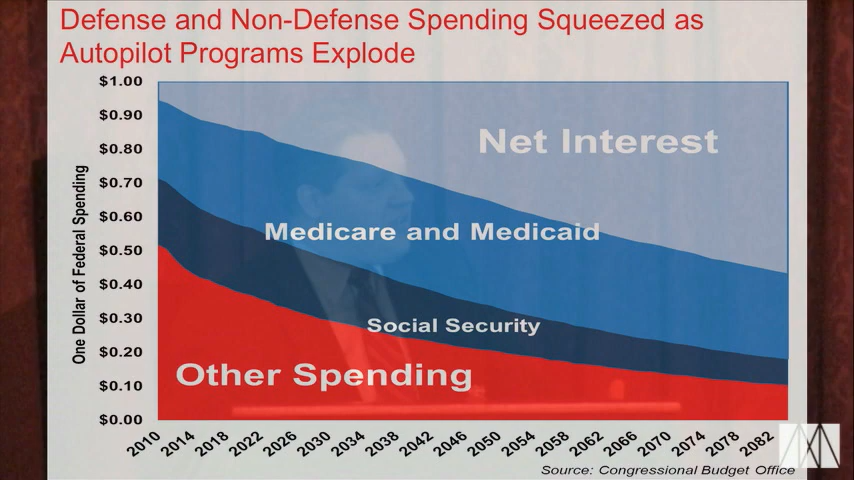 Defense and Non-Defense Spending Squeezed as
Autopilot Programs Explode
One Dollar of Federal Spending
$1.00
$0.90
$0.80
$0.70
$0.60
$0.50
$0.40
$0.30
$0.20
$0.10
$0.00
Net Interest
Medicare and Medicaid
Social Security
Other Spending
2010 2014 2018 2022 2026 2030 2034 2038 2042 2046 2050 2054 2058 2062 2066 2070 2074 2078 2082
Source: Congressional Budget Office